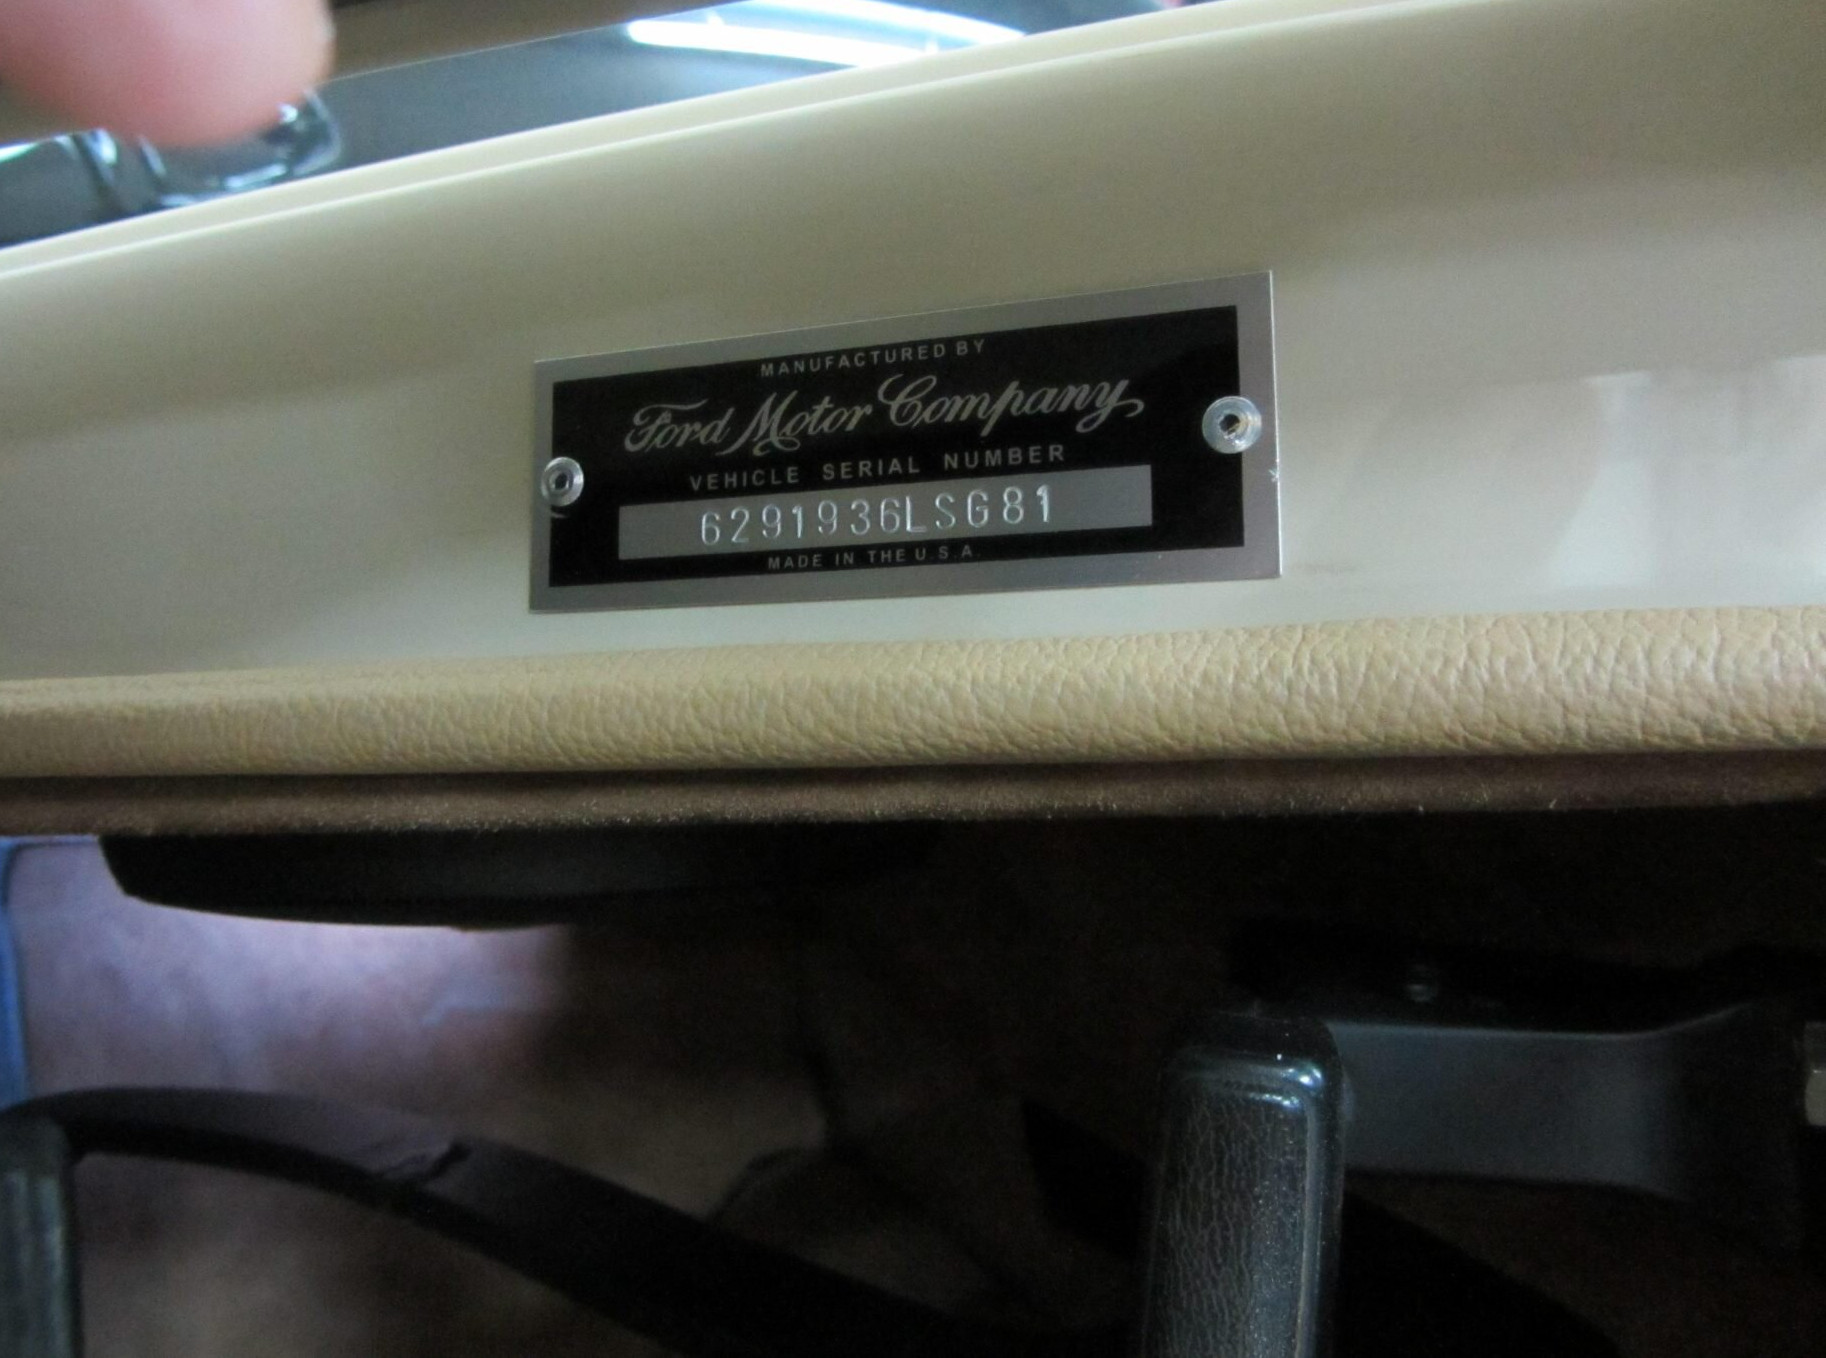 MANUFACTURED BY
Ford Motor Company
VEHICLE SERIAL NUMBER
6291936LSG81
MADE IN THE U.S.A.